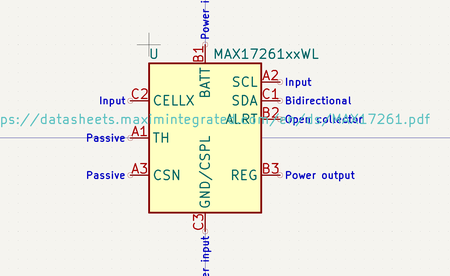 Power i
B1
U
MAX17261xxWL
BATT
SCL
A2
Input
Input
C2
CELLX
SDA
C1
Bidirectional
B2
ALRT
Open collector
ps://datasheets.maximintegrated.com/en/ds/MAX17261.pdf
Passive
A1
TH
GND/CSPL
Passive
A3
CSN
REG
B3
Power output
C3
er input